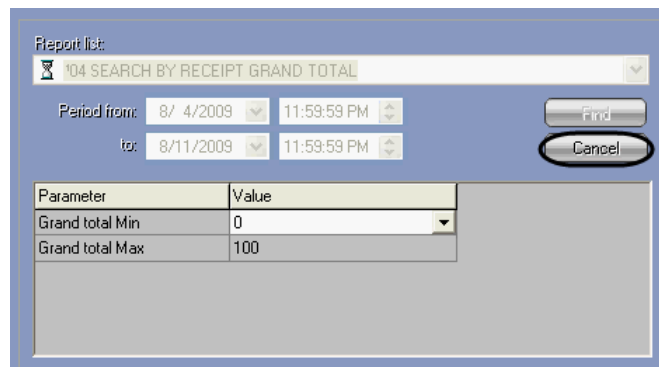 Report list:
'04 SEARCH BY RECEIPT GRAND TOTAL
Period from: 8/ 4/2009 11:59:59 PM Find
to: 8/11/2009 11:59:59 PM Cancel
Parameter Value
Grand total Min 0
Grand total Max 100